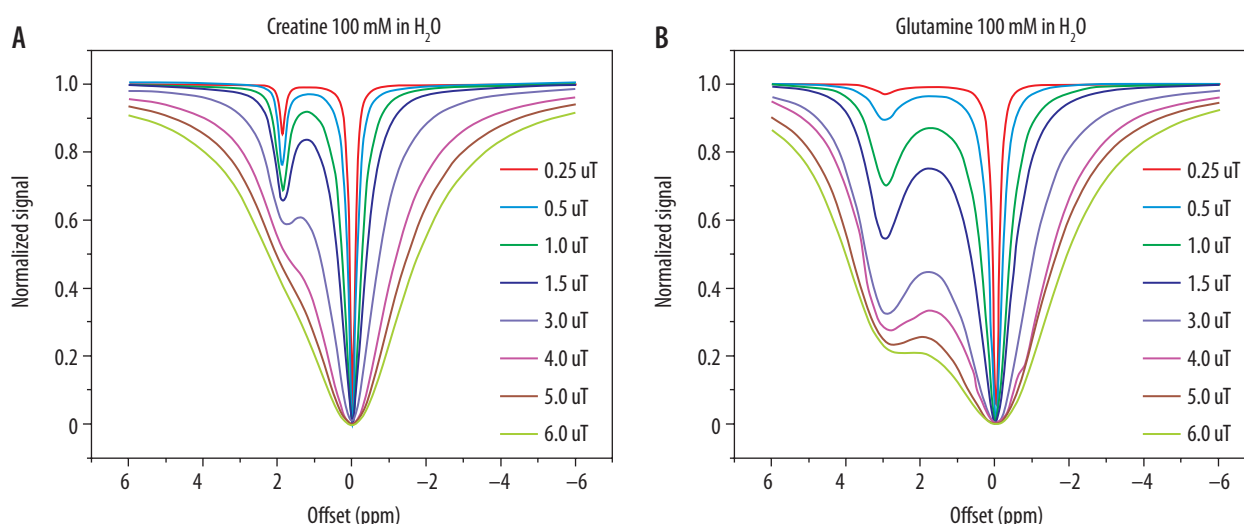 A
Creatine 100 mM in H₂O
1.0
0.8
0.6
0.4
0.2
0
6
4
2
0
−2
−4
−6
Normalized signal
Offset (ppm)
0.25 uT
0.5 uT
1.0 uT
1.5 uT
3.0 uT
4.0 uT
5.0 uT
6.0 uT
B
Glutamine 100 mM in H₂O
1.0
0.8
0.6
0.4
0.2
0
6
4
2
0
−2
−4
−6
Normalized signal
Offset (ppm)
0.25 uT
0.5 uT
1.0 uT
1.5 uT
3.0 uT
4.0 uT
5.0 uT
6.0 uT